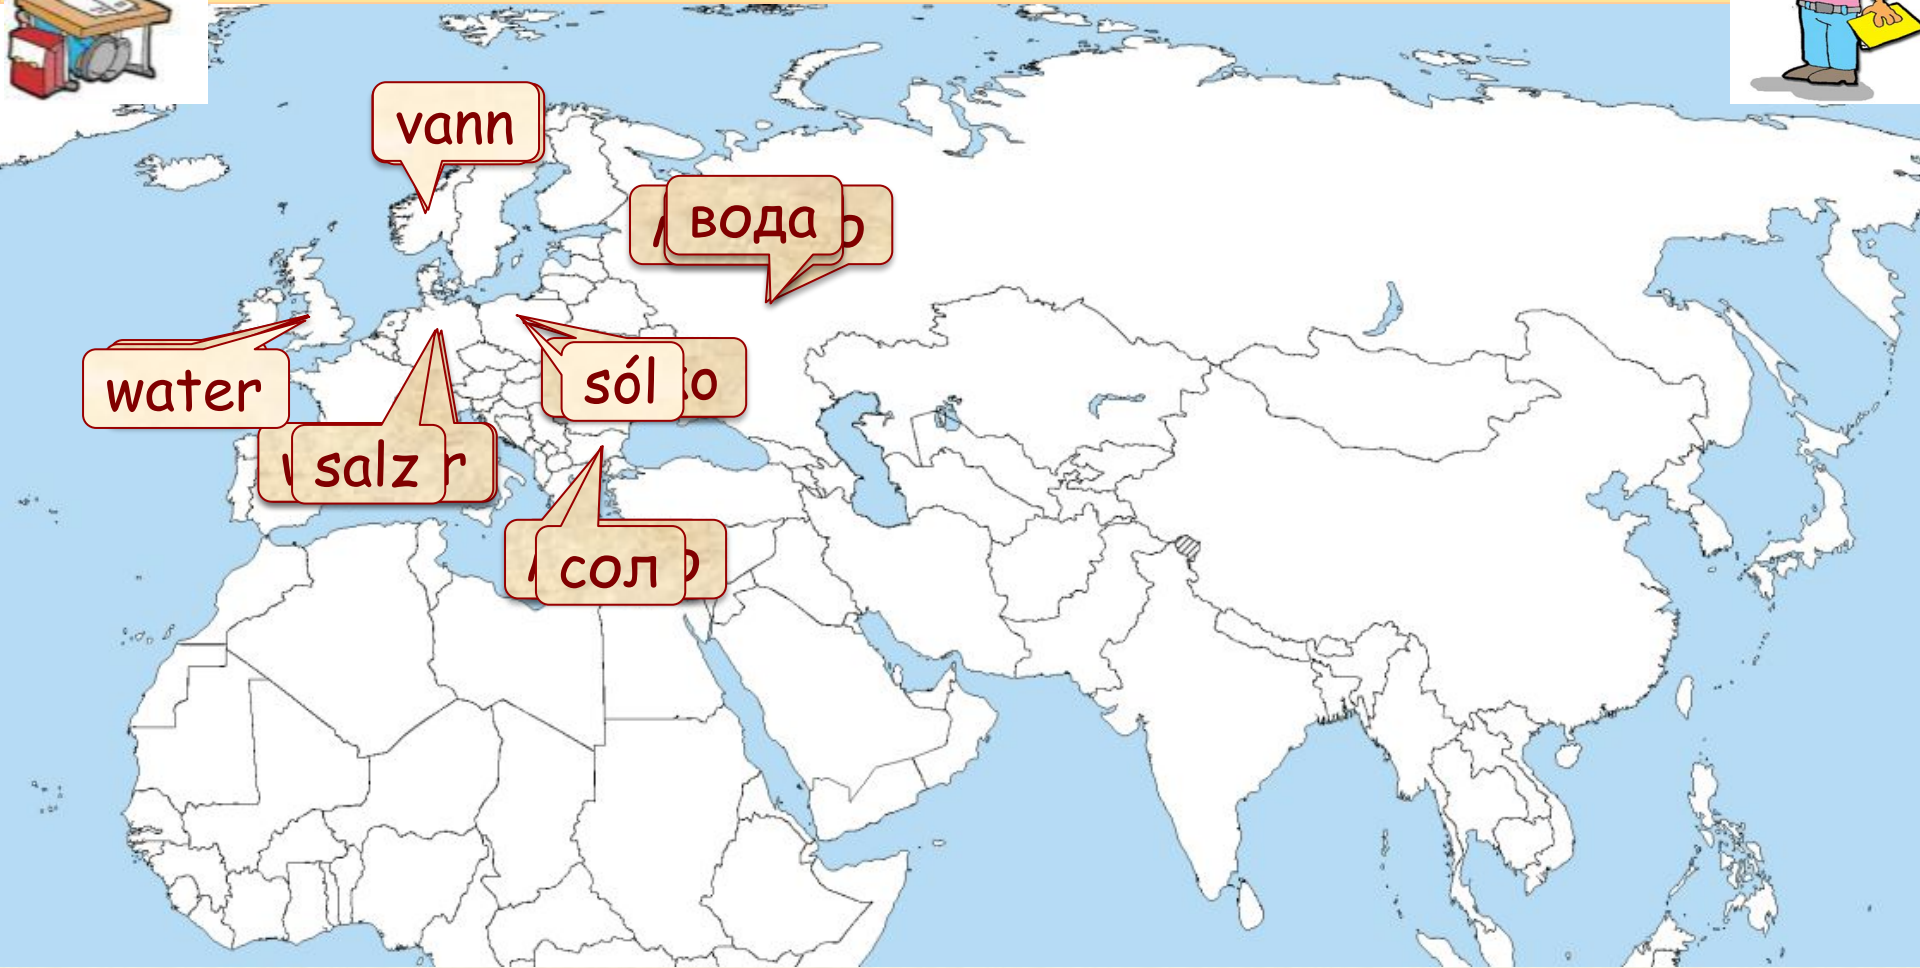 vann
вода
water
sól
salz
сол